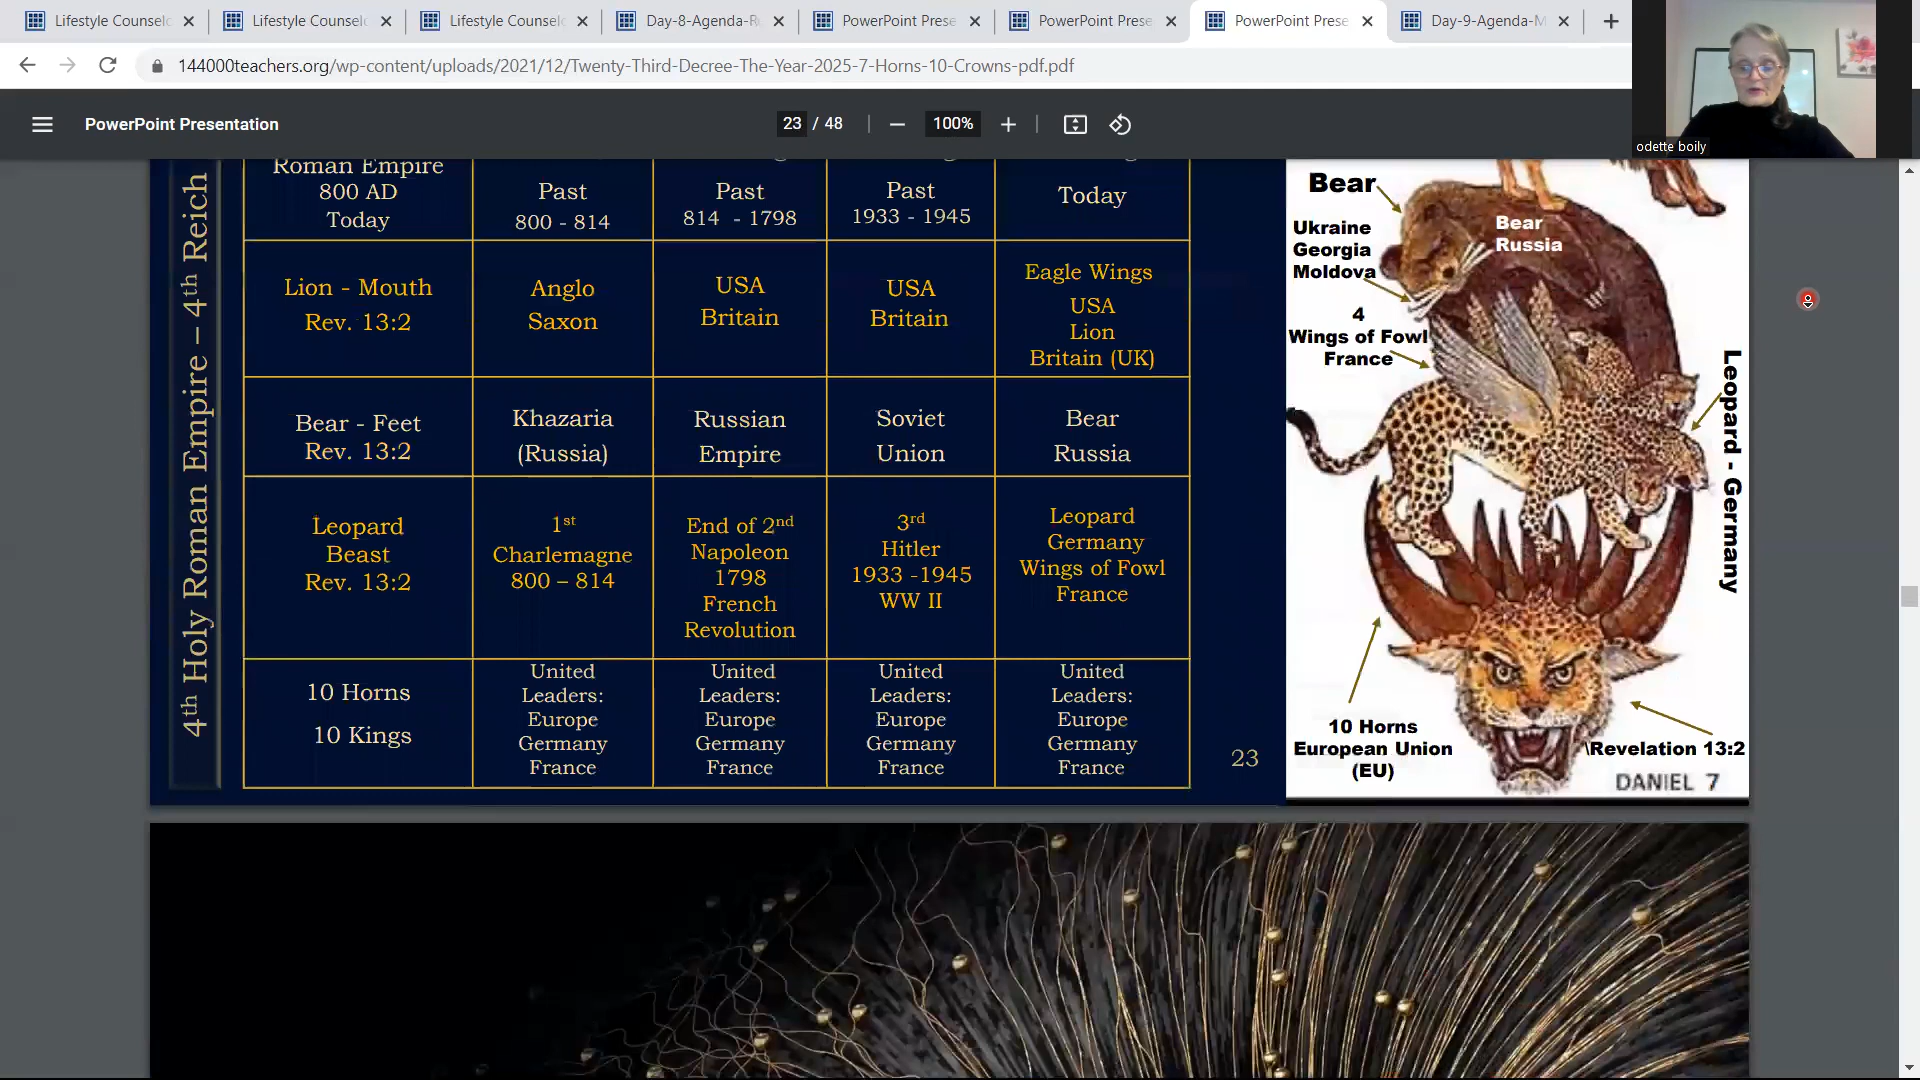 Lifestyle Counsel
Lifestyle Counsel
Lifestyle Counsel
Day-8-Agenda-R
PowerPoint Prese
PowerPoint Prese
PowerPoint Prese
Day-9-Agenda-M
144000teachers.org/wp-content/uploads/2021/12/Twenty-Third-Decree-The-Year-2025-7-Horns-10-Crowns-pdf.pdf
PowerPoint Presentation
23 / 48
100%
odette boily
4th Holy Roman Empire – 4th Reich
Roman Empire
800 AD
Today
Past
800 - 814
Past
814 - 1798
Past
1933 - 1945
Today
Lion - Mouth
Rev. 13:2
Anglo
Saxon
USA
Britain
USA
Britain
Eagle Wings
USA
Lion
Britain (UK)
Bear - Feet
Rev. 13:2
Khazaria
(Russia)
Russian
Empire
Soviet
Union
Bear
Russia
Leopard
Beast
Rev. 13:2
1st
Charlemagne
800 – 814
End of 2nd
Napoleon
1798
French
Revolution
3rd
Hitler
1933 -1945
WW II
Leopard
Germany
Wings of Fowl
France
10 Horns
10 Kings
United
Leaders:
Europe
Germany
France
United
Leaders:
Europe
Germany
France
United
Leaders:
Europe
Germany
France
United
Leaders:
Europe
Germany
France
23
Bear
Bear
Russia
Ukraine
Georgia
Moldova
4
Wings of Fowl
France
Leopard - Germany
10 Horns
European Union
(EU)
\Revelation 13:2
DANIEL 7